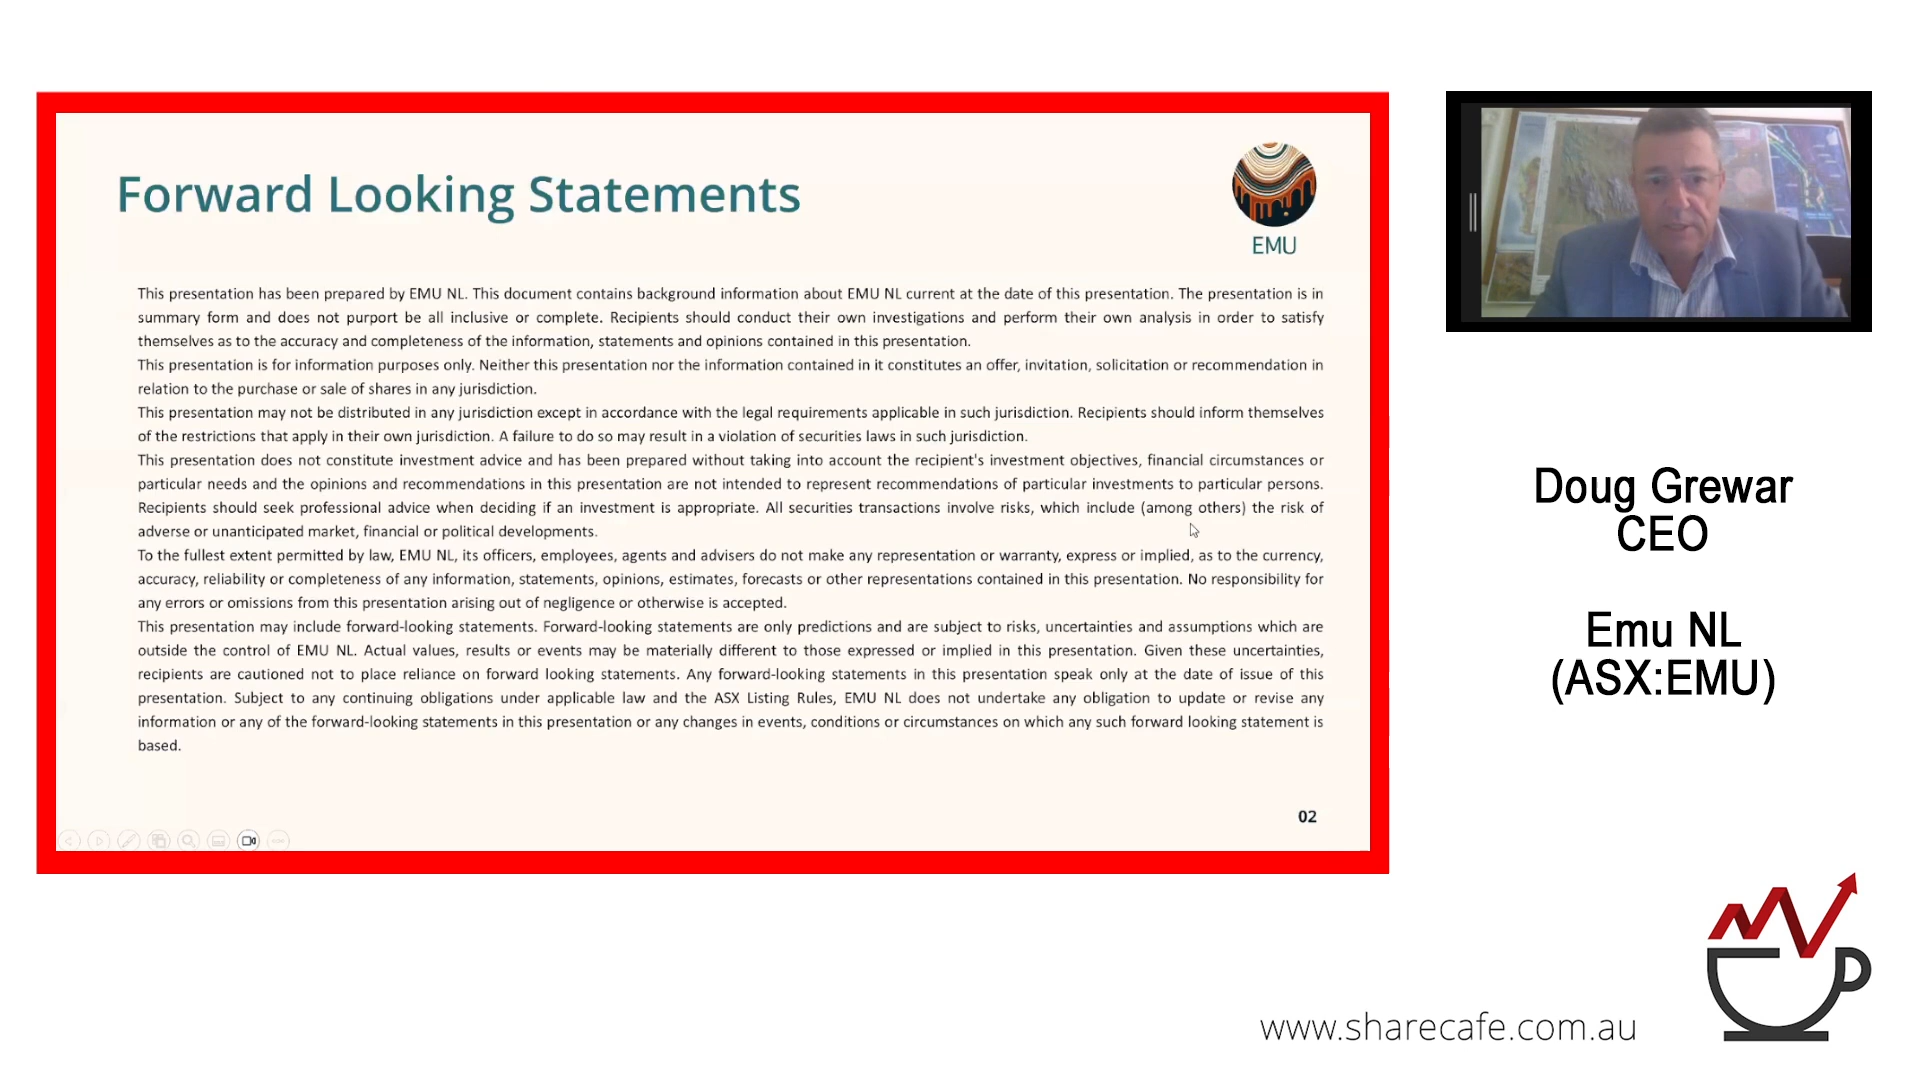 Forward Looking Statements
EMU
This presentation has been prepared by EMU NL. This document contains background information about EMU NL current at the date of this presentation. The presentation is in
summary form and does not purport be all inclusive or complete. Recipients should conduct their own investigations and perform their own analysis in order to satisfy
themselves as to the accuracy and completeness of the information, statements and opinions contained in this presentation.
This presentation is for information purposes only. Neither this presentation nor the information contained in it constitutes an offer, invitation, solicitation or recommendation in
relation to the purchase or sale of shares in any jurisdiction.
This presentation may not be distributed in any jurisdiction except in accordance with the legal requirements applicable in such jurisdiction. Recipients should inform themselves
of the restrictions that apply in their own jurisdiction. A failure to do so may result in a violation of securities laws in such jurisdiction.
This presentation does not constitute investment advice and has been prepared without taking into account the recipient's investment objectives, financial circumstances or
particular needs and the opinions and recommendations in this presentation are not intended to represent recommendations of particular investments to particular persons.
Recipients should seek professional advice when deciding if an investment is appropriate. All securities transactions involve risks, which include (among others) the risk of
adverse or unanticipated market, financial or political developments.
To the fullest extent permitted by law, EMU NL, its officers, employees, agents and advisers do not make any representation or warranty, express or implied, as to the currency,
accuracy, reliability or completeness of any information, statements, opinions, estimates, forecasts or other representations contained in this presentation. No responsibility for
any errors or omissions from this presentation arising out of negligence or otherwise is accepted.
This presentation may include forward-looking statements. Forward-looking statements are only predictions and are subject to risks, uncertainties and assumptions which are
outside the control of EMU NL. Actual values, results or events may be materially different to those expressed or implied in this presentation. Given these uncertainties,
recipients are cautioned not to place reliance on forward looking statements. Any forward-looking statements in this presentation speak only at the date of issue of this
presentation. Subject to any continuing obligations under applicable law and the ASX Listing Rules, EMU NL does not undertake any obligation to update or revise any
information or any of the forward-looking statements in this presentation or any changes in events, conditions or circumstances on which any such forward looking statement is
based.
02
Doug Grewar
CEO
Emu NL
(ASX:EMU)
www.sharecafe.com.au